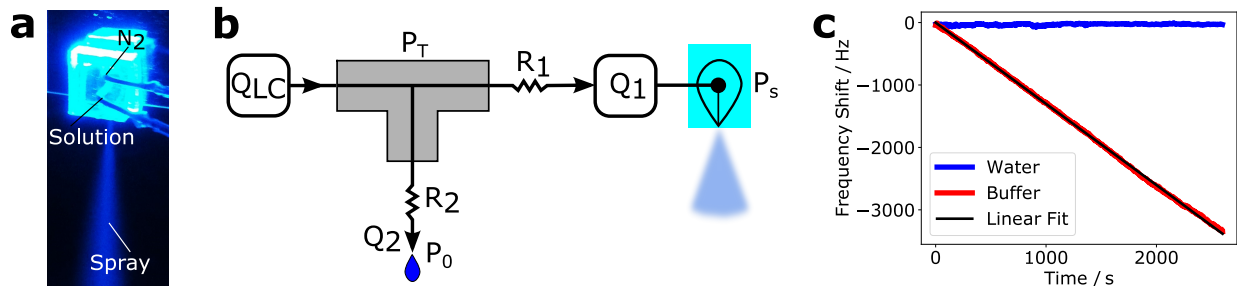 a
N2
Solution
Spray
b
QLC
PT
R1
Q1
Ps
R2
Q2
P0
c
Frequency Shift / Hz
0
−1000
−2000
−3000
Water
Buffer
Linear Fit
0
1000
2000
Time / s